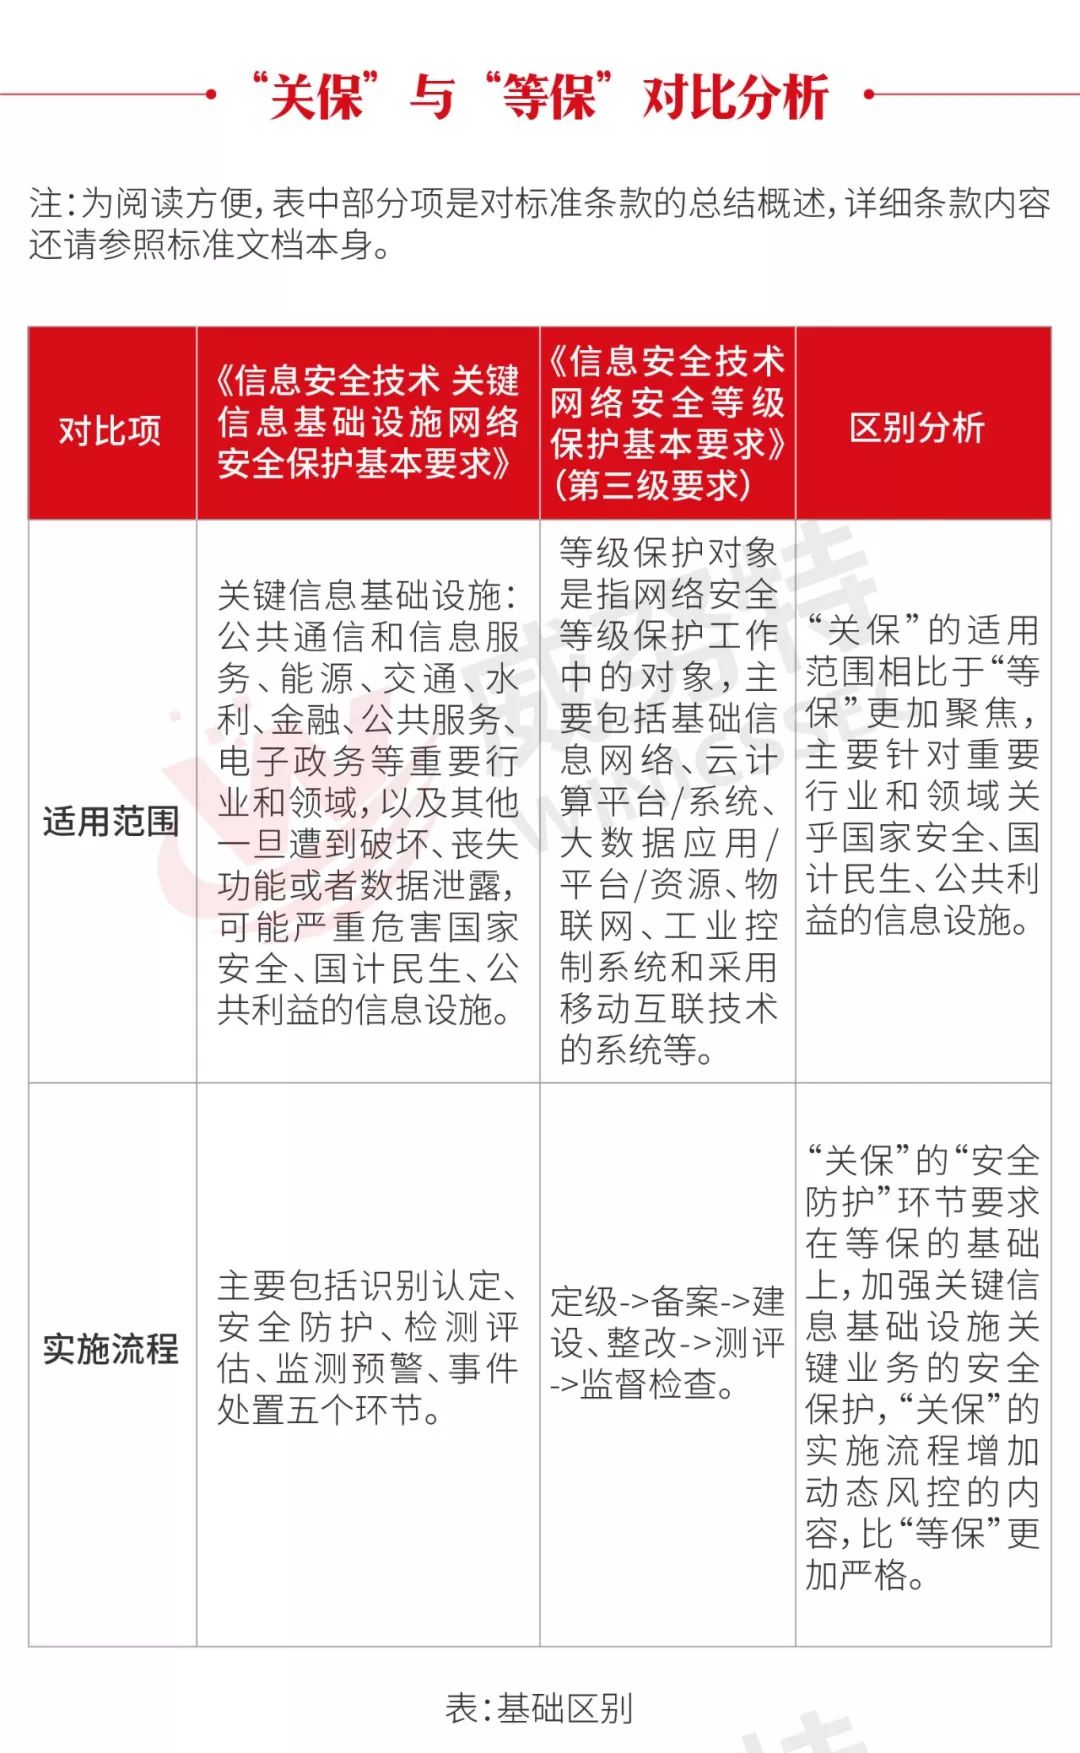 “关保”与“等保”对比分析
注：为阅读方便，表中部分项是对标准条款的总结概述，详细条款内容
还请参照标准文档本身。
对比项
《信息安全技术 关键
信息基础设施网络
安全保护基本要求》
《信息安全技术
网络安全等级
保护基本要求》
（第三级要求）
区别分析
适用范围
关键信息基础设施：
公共通信和信息服
务、能源、交通、水
利、金融、公共服务、
电子政务等重要行
业和领域，以及其他
一旦遭到破坏、丧失
功能或者数据泄露，
可能严重危害国家
安全、国计民生、公
共利益的信息设施。
等级保护对象
是指网络安全
等级保护工作
中的对象，主
要包括基础信
息网络、云计
算平台/系统、
大数据应用/
平台/资源、物
联网、工业控
制系统和采用
移动互联技术
的系统等。
“关保”的适用
范围相比于“等
保”更加聚焦，
主要针对重要
行业和领域关
乎国家安全、国
计民生、公共利
益的信息设施。
实施流程
主要包括识别认定、
安全防护、检测评
估、监测预警、事件
处置五个环节。
定级->备案->建
设、整改->测评
->监督检查。
“关保”的“安全
防护”环节要求
在等保的基础
上，加强关键信
息基础设施关
键业务的安全
保护，“关保”的
实施流程增加
动态风控的内
容，比“等保”更
加严格。
表：基础区别
威努特